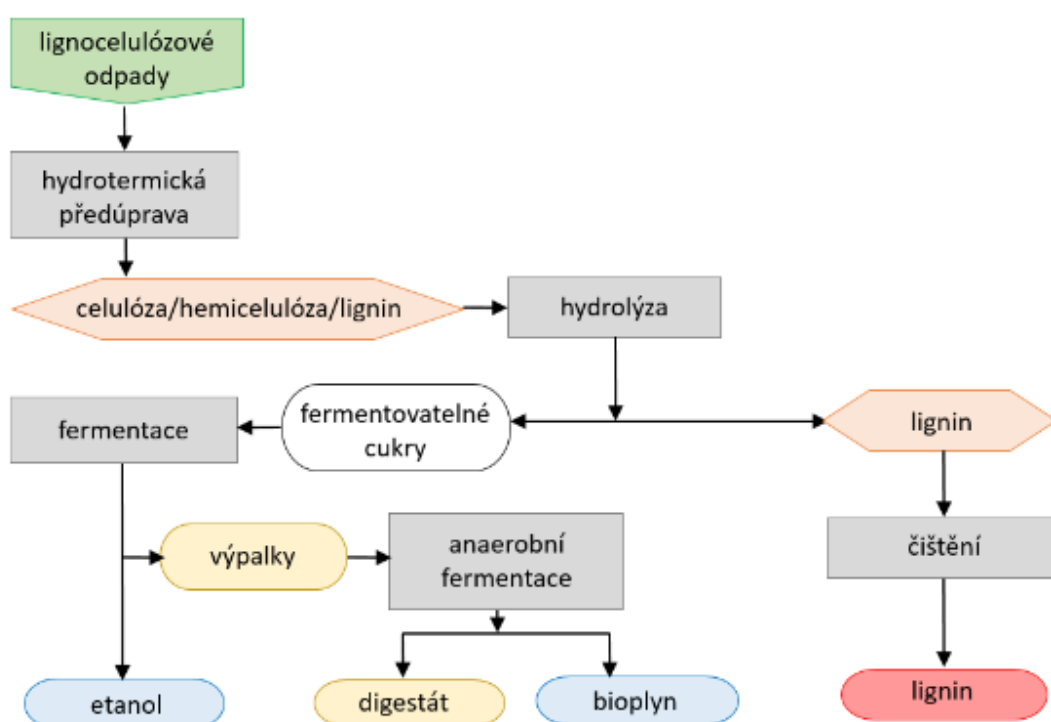 lignocelulózové
odpady
hydrotermická
předúprava
celulóza/hemicelulóza/lignin
hydrolýza
fermentace
fermentovatelné
cukry
lignin
výpalky
anaerobní
fermentace
čištění
etanol
digestát
bioplyn
lignin